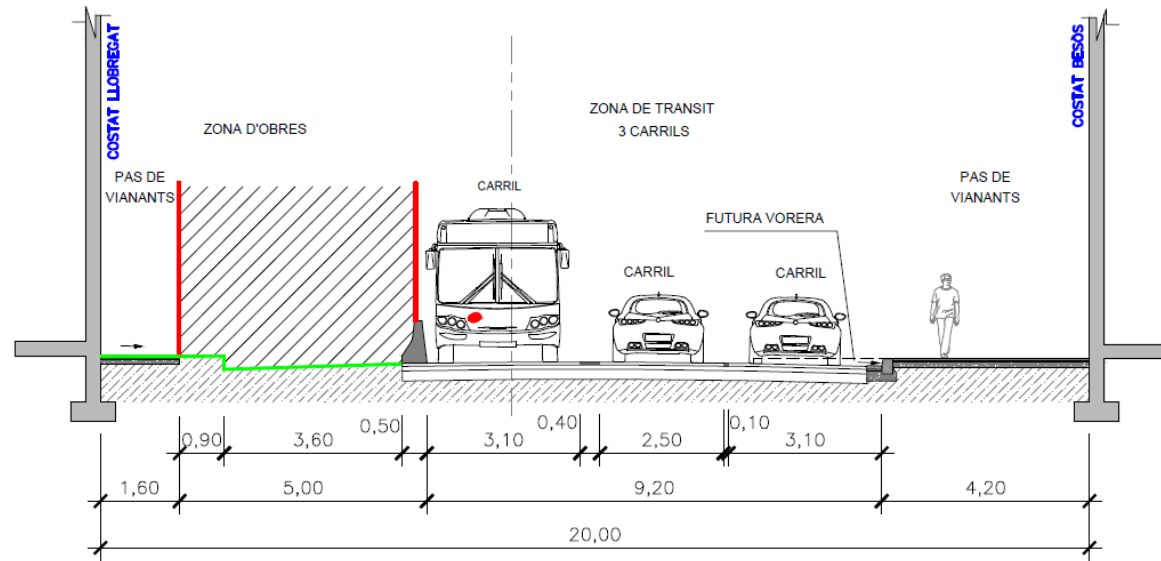 COSTAT LLOBREGAT
COSTAT BESÒS
ZONA D'OBRES
ZONA DE TRANSIT
3 CARRILS
PAS DE
VIANANTS
CARRIL
PAS DE
VIANANTS
FUTURA VORERA
CARRIL
CARRIL
0,90
3,60
0,50
3,10
0,40
2,50
0,10
3,10
1,60
5,00
9,20
4,20
20,00